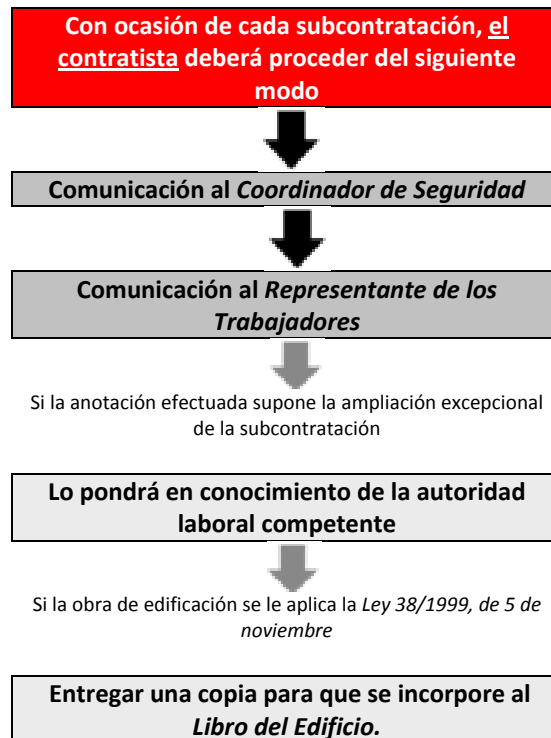 Con ocasión de cada subcontratación, el
contratista deberá proceder del siguiente
modo
Comunicación al Coordinador de Seguridad
Comunicación al Representante de los
Trabajadores
Si la anotación efectuada supone la ampliación excepcional
de la subcontratación
Lo pondrá en conocimiento de la autoridad
laboral competente
Si la obra de edificación se le aplica la Ley 38/1999, de 5 de
noviembre
Entregar una copia para que se incorpore al
Libro del Edificio.